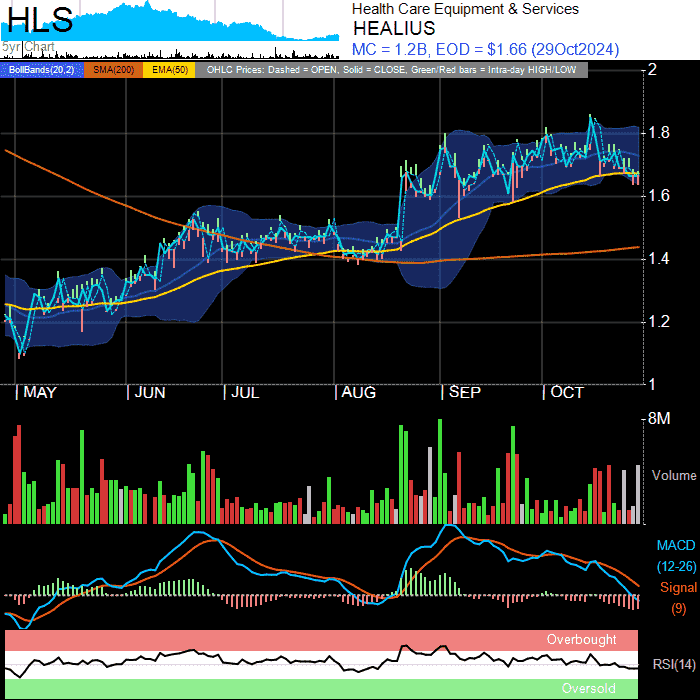 HLS
5yr Chart
Health Care Equipment & Services
HEALIUS
MC = 1.2B, EOD = $1.66 (29Oct2024)
BollBands(20,2) SMA(200) EMA(50) OHLC Prices: Dashed = OPEN, Solid = CLOSE, Green/Red bars = Intra-day HIGH/LOW
2
1.8
1.6
1.4
1.2
1
| MAY | JUN | JUL | AUG | SEP | OCT
8M
Volume
MACD
(12-26)
Signal
(9)
Overbought
RSI(14)
Oversold